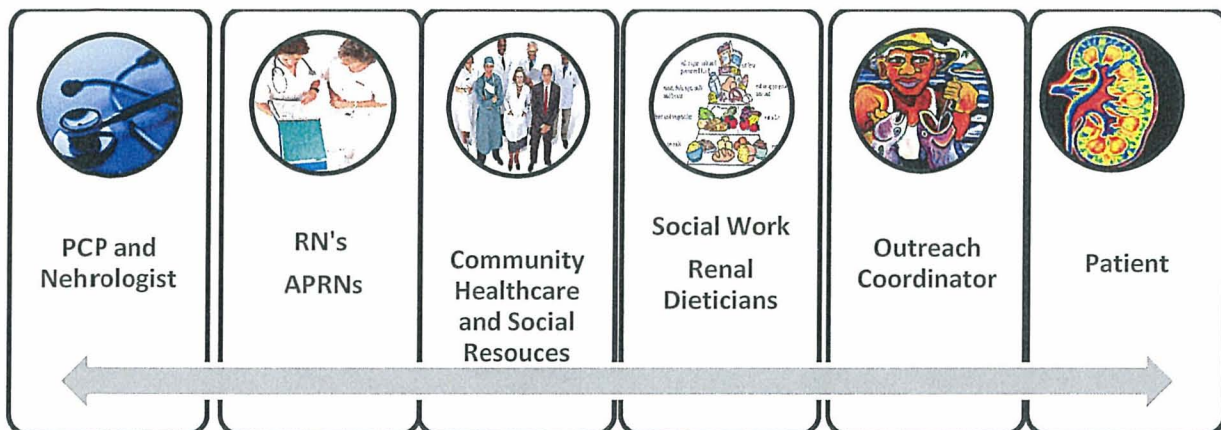 PCP and
Nehrologist
RN's
APRNs
Community
Healthcare
and Social
Resouces
Social Work
Renal
Dieticians
Outreach
Coordinator
Patient